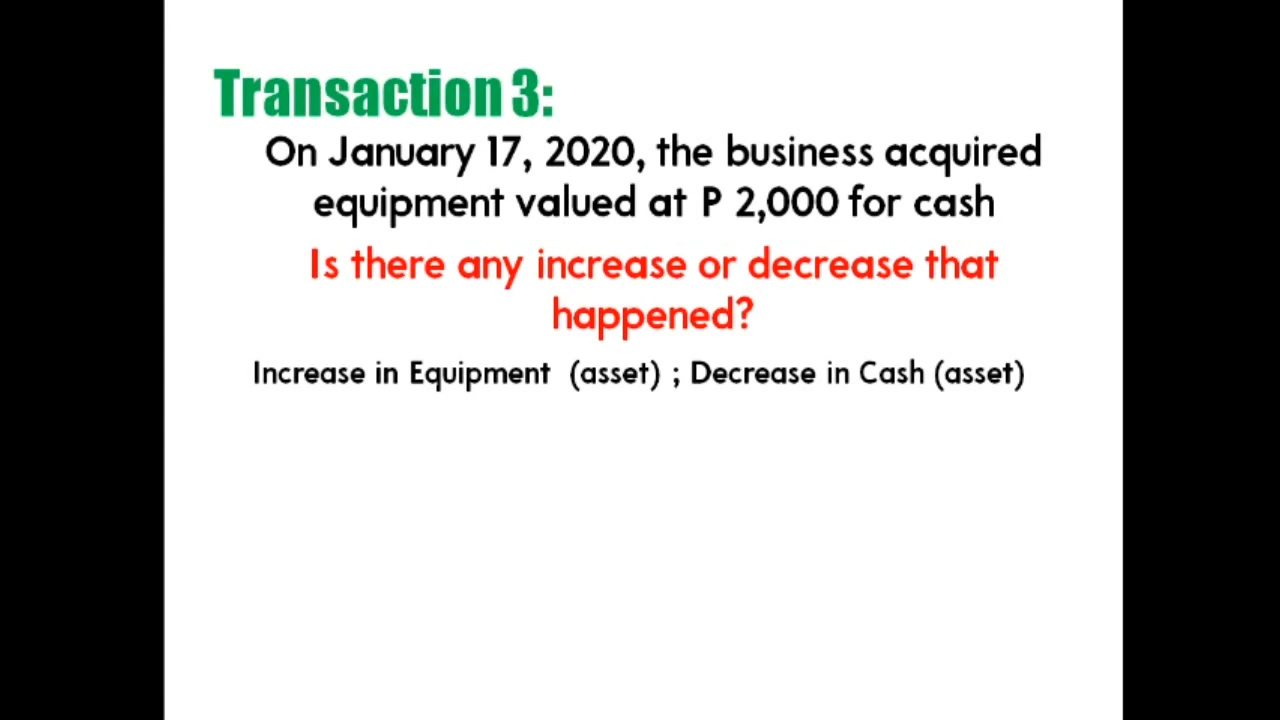 Transaction 3:
On January 17, 2020, the business acquired
equipment valued at P 2,000 for cash
Is there any increase or decrease that
happened?
Increase in Equipment (asset) ; Decrease in Cash (asset)